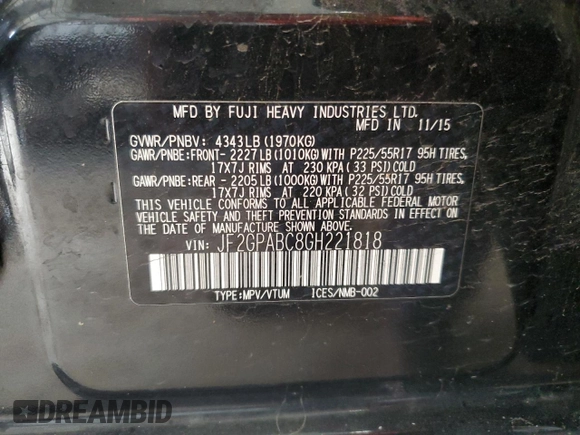 MFD BY FUJI HEAVY INDUSTRIES LTD.
MFD IN 11/15
GVWR/PNBV: 4343LB (1970KG)
GAWR/PNBE:FRONT- 2227LB (1010KG) WITH P225/55R17 95H TIRES,
17X7J RIMS AT 230 KPA (33 PSI) COLD
GAWR/PNBE:REAR - 2205LB (1000KG) WITH P225/55R17 95H TIRES,
17X7J RIMS AT 220 KPA (32 PSI) COLD
THIS VEHICLE CONFORMS TO ALL APPLICABLE FEDERAL MOTOR
VEHICLE SAFETY AND THEFT PREVENTION STANDARDS IN EFFECT ON
THE DATE OF MANUFACTURE SHOWN ABOVE.
VIN: JF2GPABC8GH221818
TYPE:MPV/VTUM ICES/NMB-002
DREAMBID